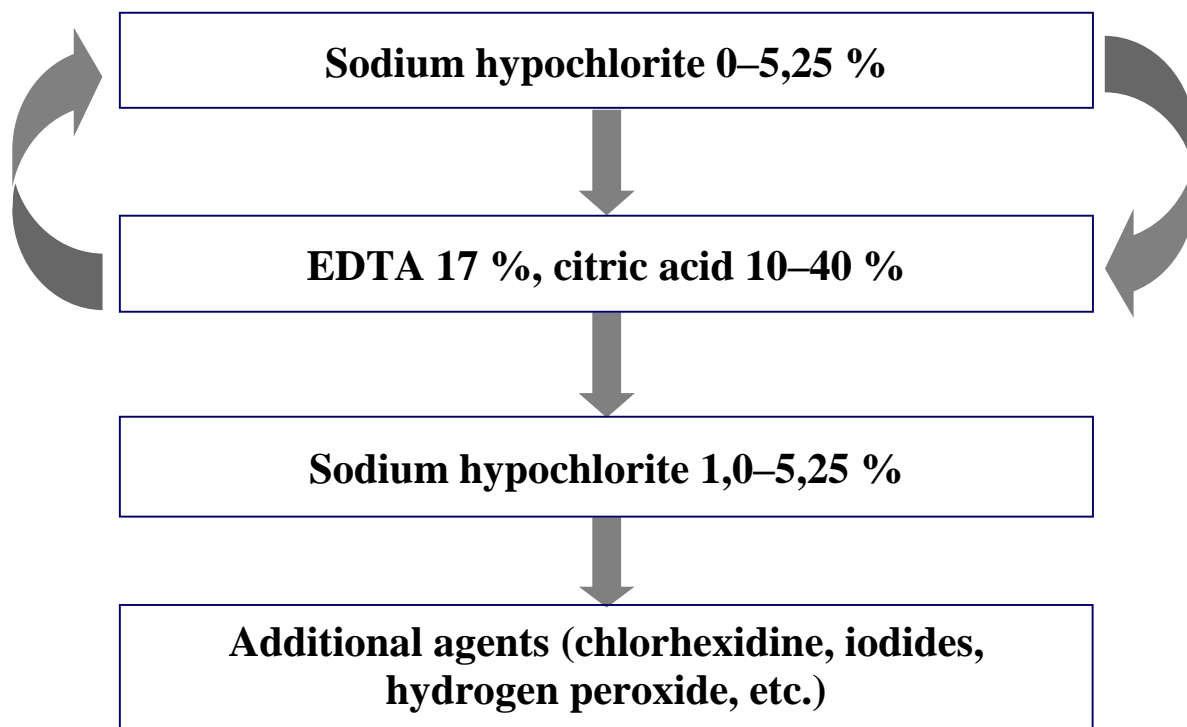 Sodium hypochlorite 0–5,25 %
EDTA 17 %, citric acid 10–40 %
Sodium hypochlorite 1,0–5,25 %
Additional agents (chlorhexidine, iodides,
hydrogen peroxide, etc.)